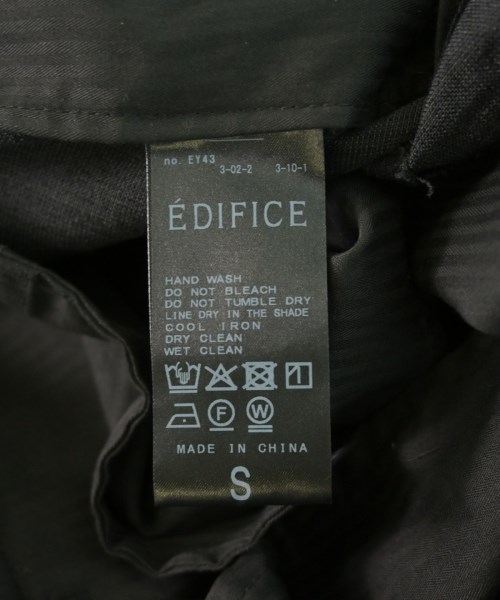 no. EY43
3-02-2 3-10-1
ÉDIFICE
HAND WASH
DO NOT BLEACH
DO NOT TUMBLE DRY
LINE DRY IN THE SHADE
COOL IRON
DRY CLEAN
WET CLEAN
F W
MADE IN CHINA
S